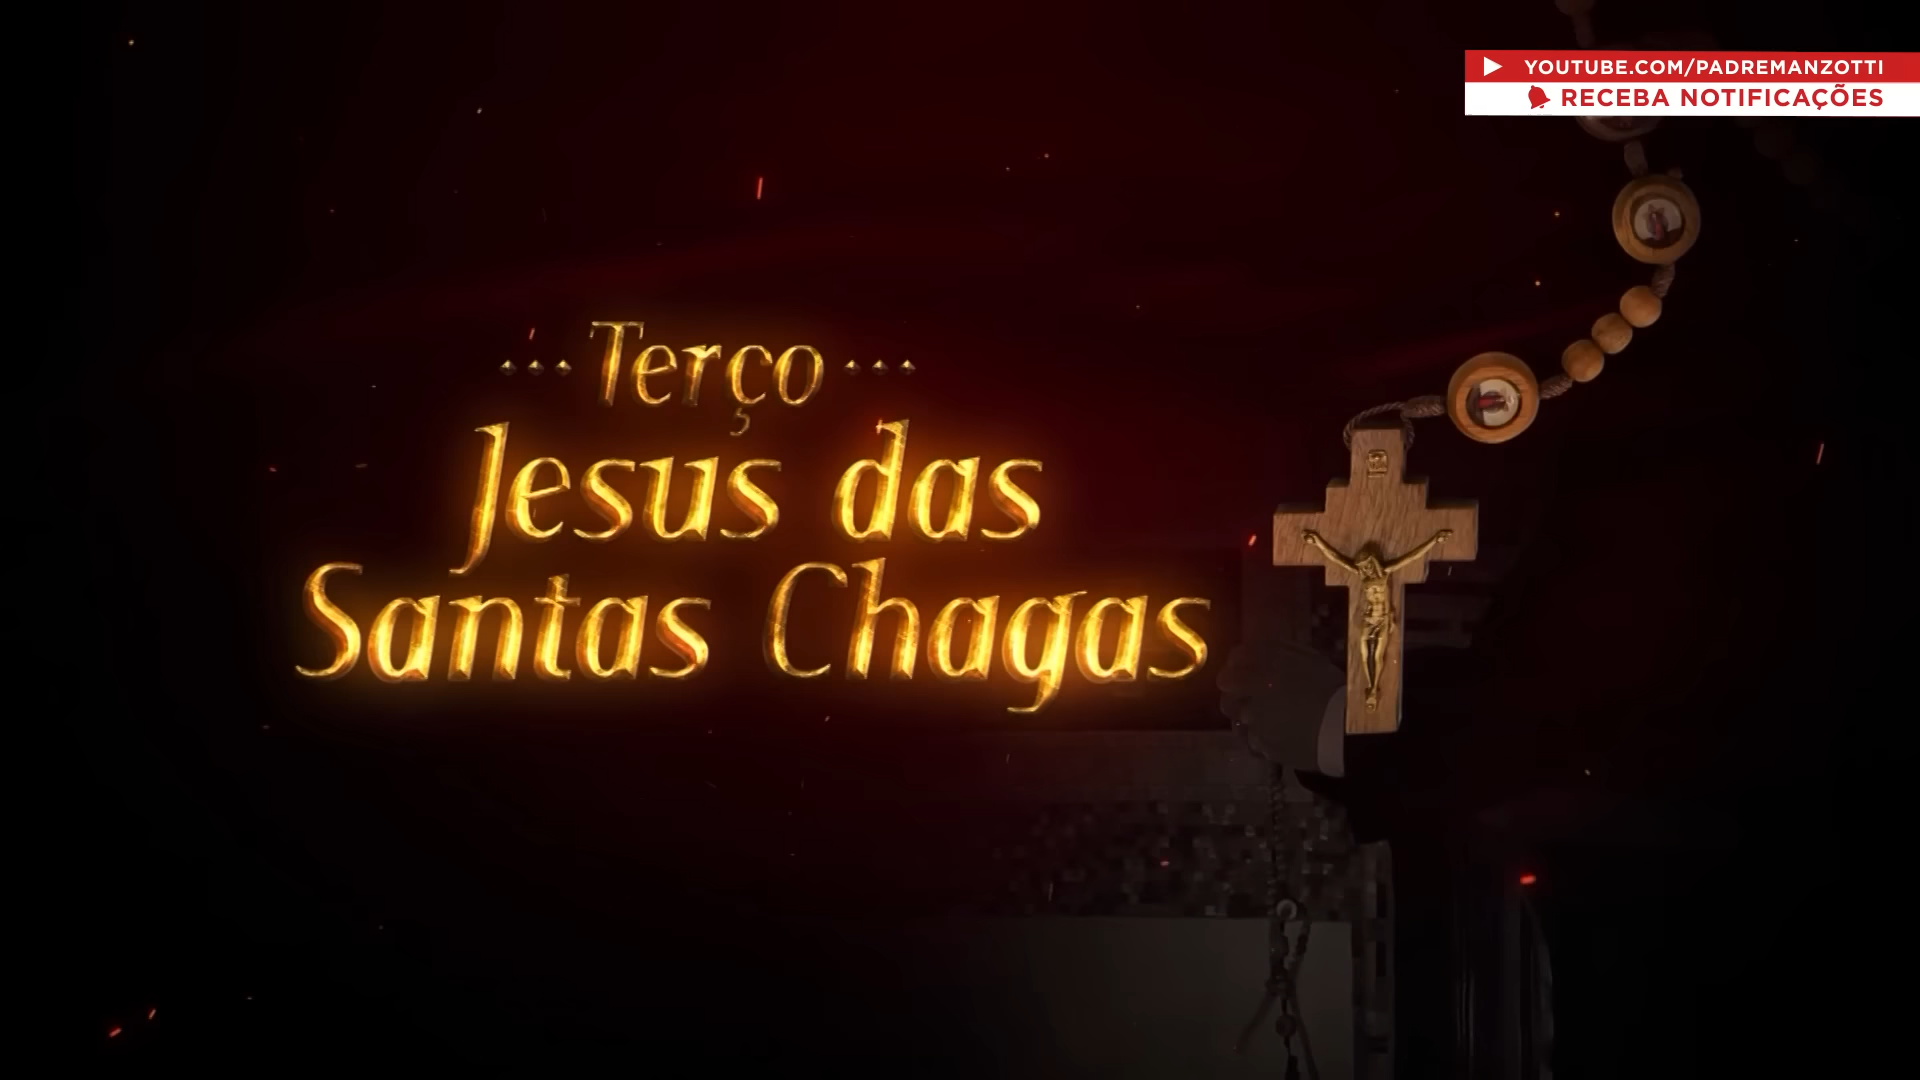 YOUTUBE.COM/PADREMANZOTTI
RECEBA NOTIFICAÇÕES
Terço
Jesus das
Santas Chagas